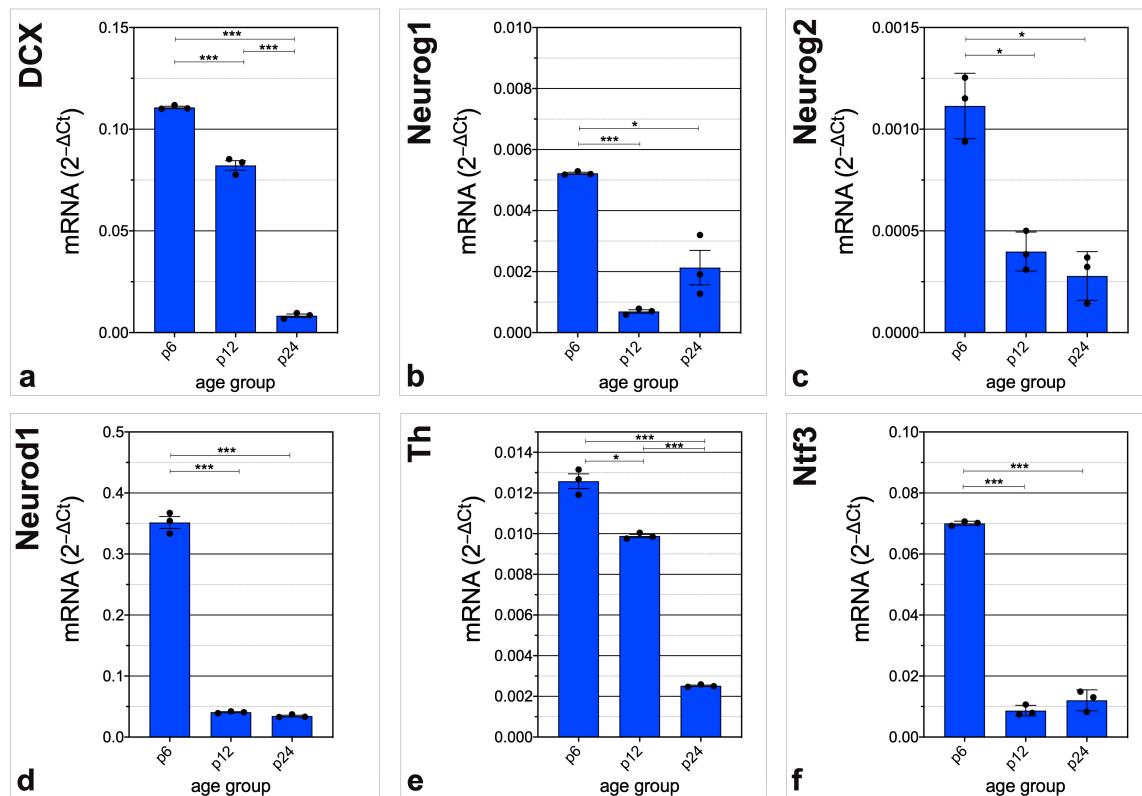 DCX
mRNA (2−ΔCt)
0.15
0.10
0.05
0.00
***
*** ***
p6 p12 p24
age group
a
Neurog1
mRNA (2−ΔCt)
0.010
0.008
0.006
0.004
0.002
0.000
*
***
p6 p12 p24
age group
b
Neurog2
mRNA (2−ΔCt)
0.0015
0.0010
0.0005
0.0000
*
*
p6 p12 p24
age group
c
Neurod1
mRNA (2−ΔCt)
0.5
0.4
0.3
0.2
0.1
0.0
***
***
p6 p12 p24
age group
d
Th
mRNA (2−ΔCt)
0.014
0.012
0.010
0.008
0.006
0.004
0.002
0.000
***
***
*
p6 p12 p24
age group
e
Ntf3
mRNA (2−ΔCt)
0.10
0.08
0.06
0.04
0.02
0.00
***
***
p6 p12 p24
age group
f